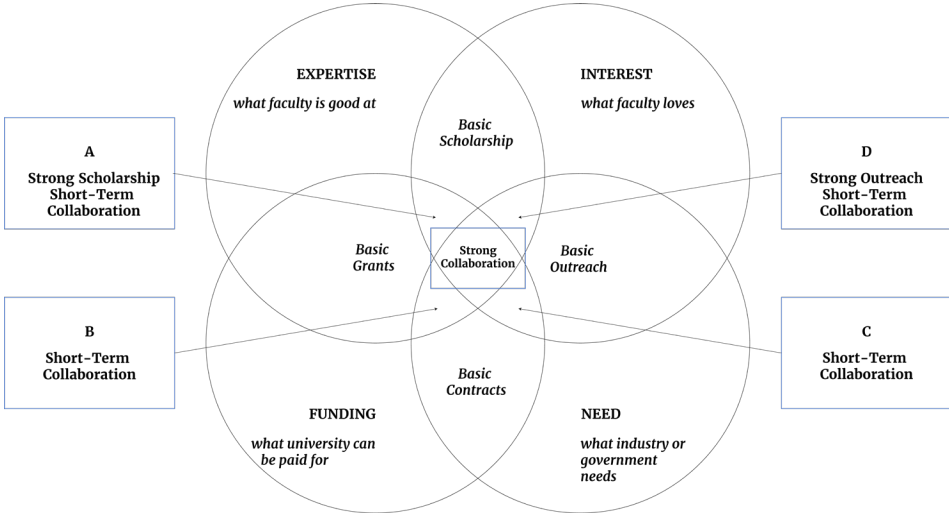 EXPERTISE
what faculty is good at
INTEREST
what faculty loves
Basic
Scholarship
A
Strong Scholarship
Short-Term
Collaboration
D
Strong Outreach
Short-Term
Collaboration
Basic
Grants
Strong
Collaboration
Basic
Outreach
B
Short-Term
Collaboration
C
Short-Term
Collaboration
Basic
Contracts
FUNDING
what university can
be paid for
NEED
what industry or
government
needs